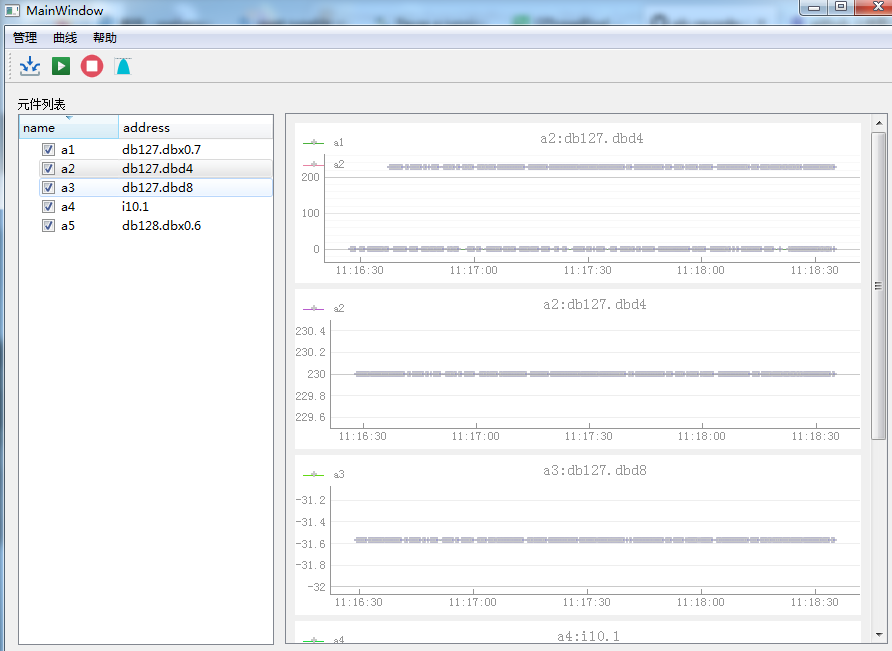 MainWindow
管理 曲线 帮助
元件列表
name address
a1 db127.dbx0.7
a2 db127.dbd4
a3 db127.dbd8
a4 i10.1
a5 db128.dbx0.6
a2:db127.dbd4
a1
a2
200
100
0
11:16:30 11:17:00 11:17:30 11:18:00 11:18:30
a2:db127.dbd4
a2
230.4
230.2
230
229.8
229.6
11:16:30 11:17:00 11:17:30 11:18:00 11:18:30
a3:db127.dbd8
a3
-31.2
-31.4
-31.6
-31.8
-32
11:16:30 11:17:00 11:17:30 11:18:00 11:18:30
a4:i10.1
a4